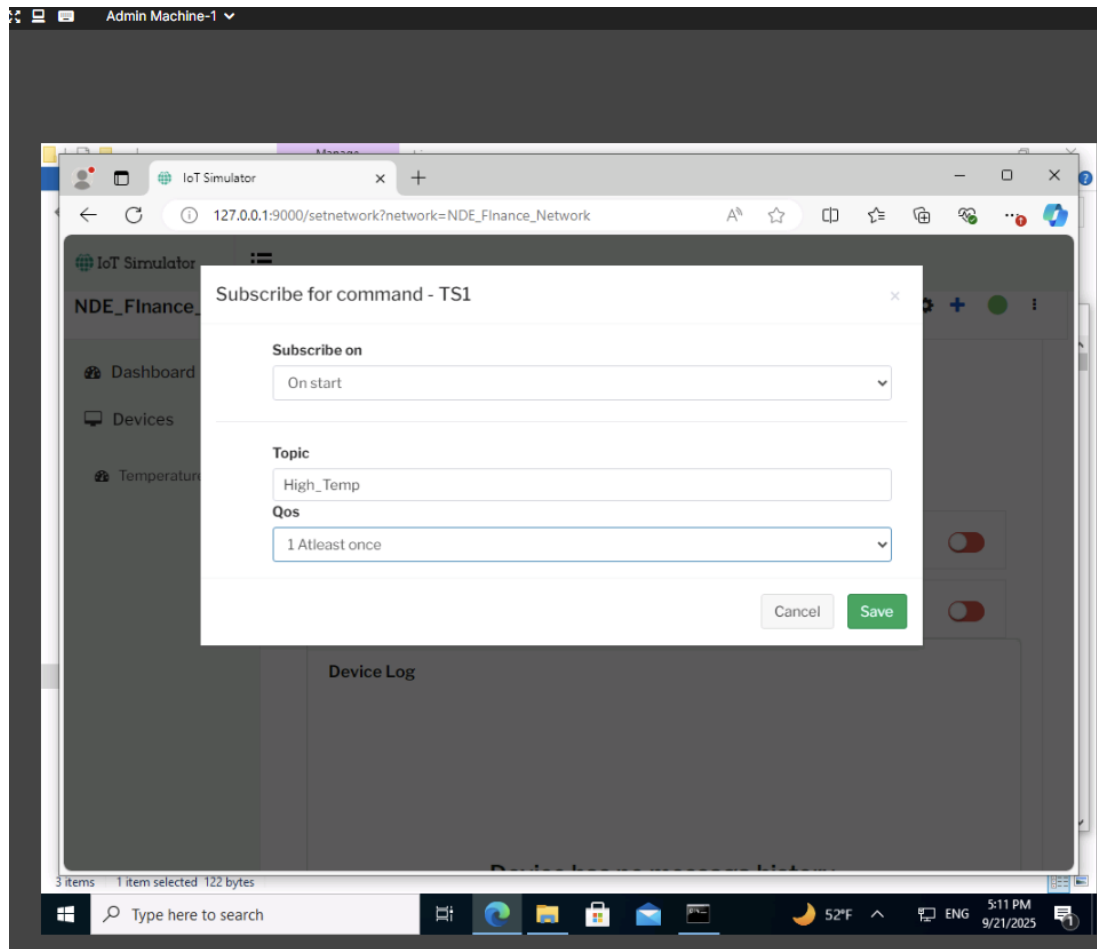 Admin Machine-1
Manage
IoT Simulator
127.0.0.1:9000/setnetwork?network=NDE_FInance_Network
IoT Simulator
NDE_FInance_
Subscribe for command - TS1
Dashboard
Devices
Temperature
Subscribe on
On start
Topic
High_Temp
Qos
1 Atleast once
Cancel
Save
Device Log
Device has no message history
3 items 1 item selected 122 bytes
Type here to search
52°F
ENG
5:11 PM
9/21/2025
1